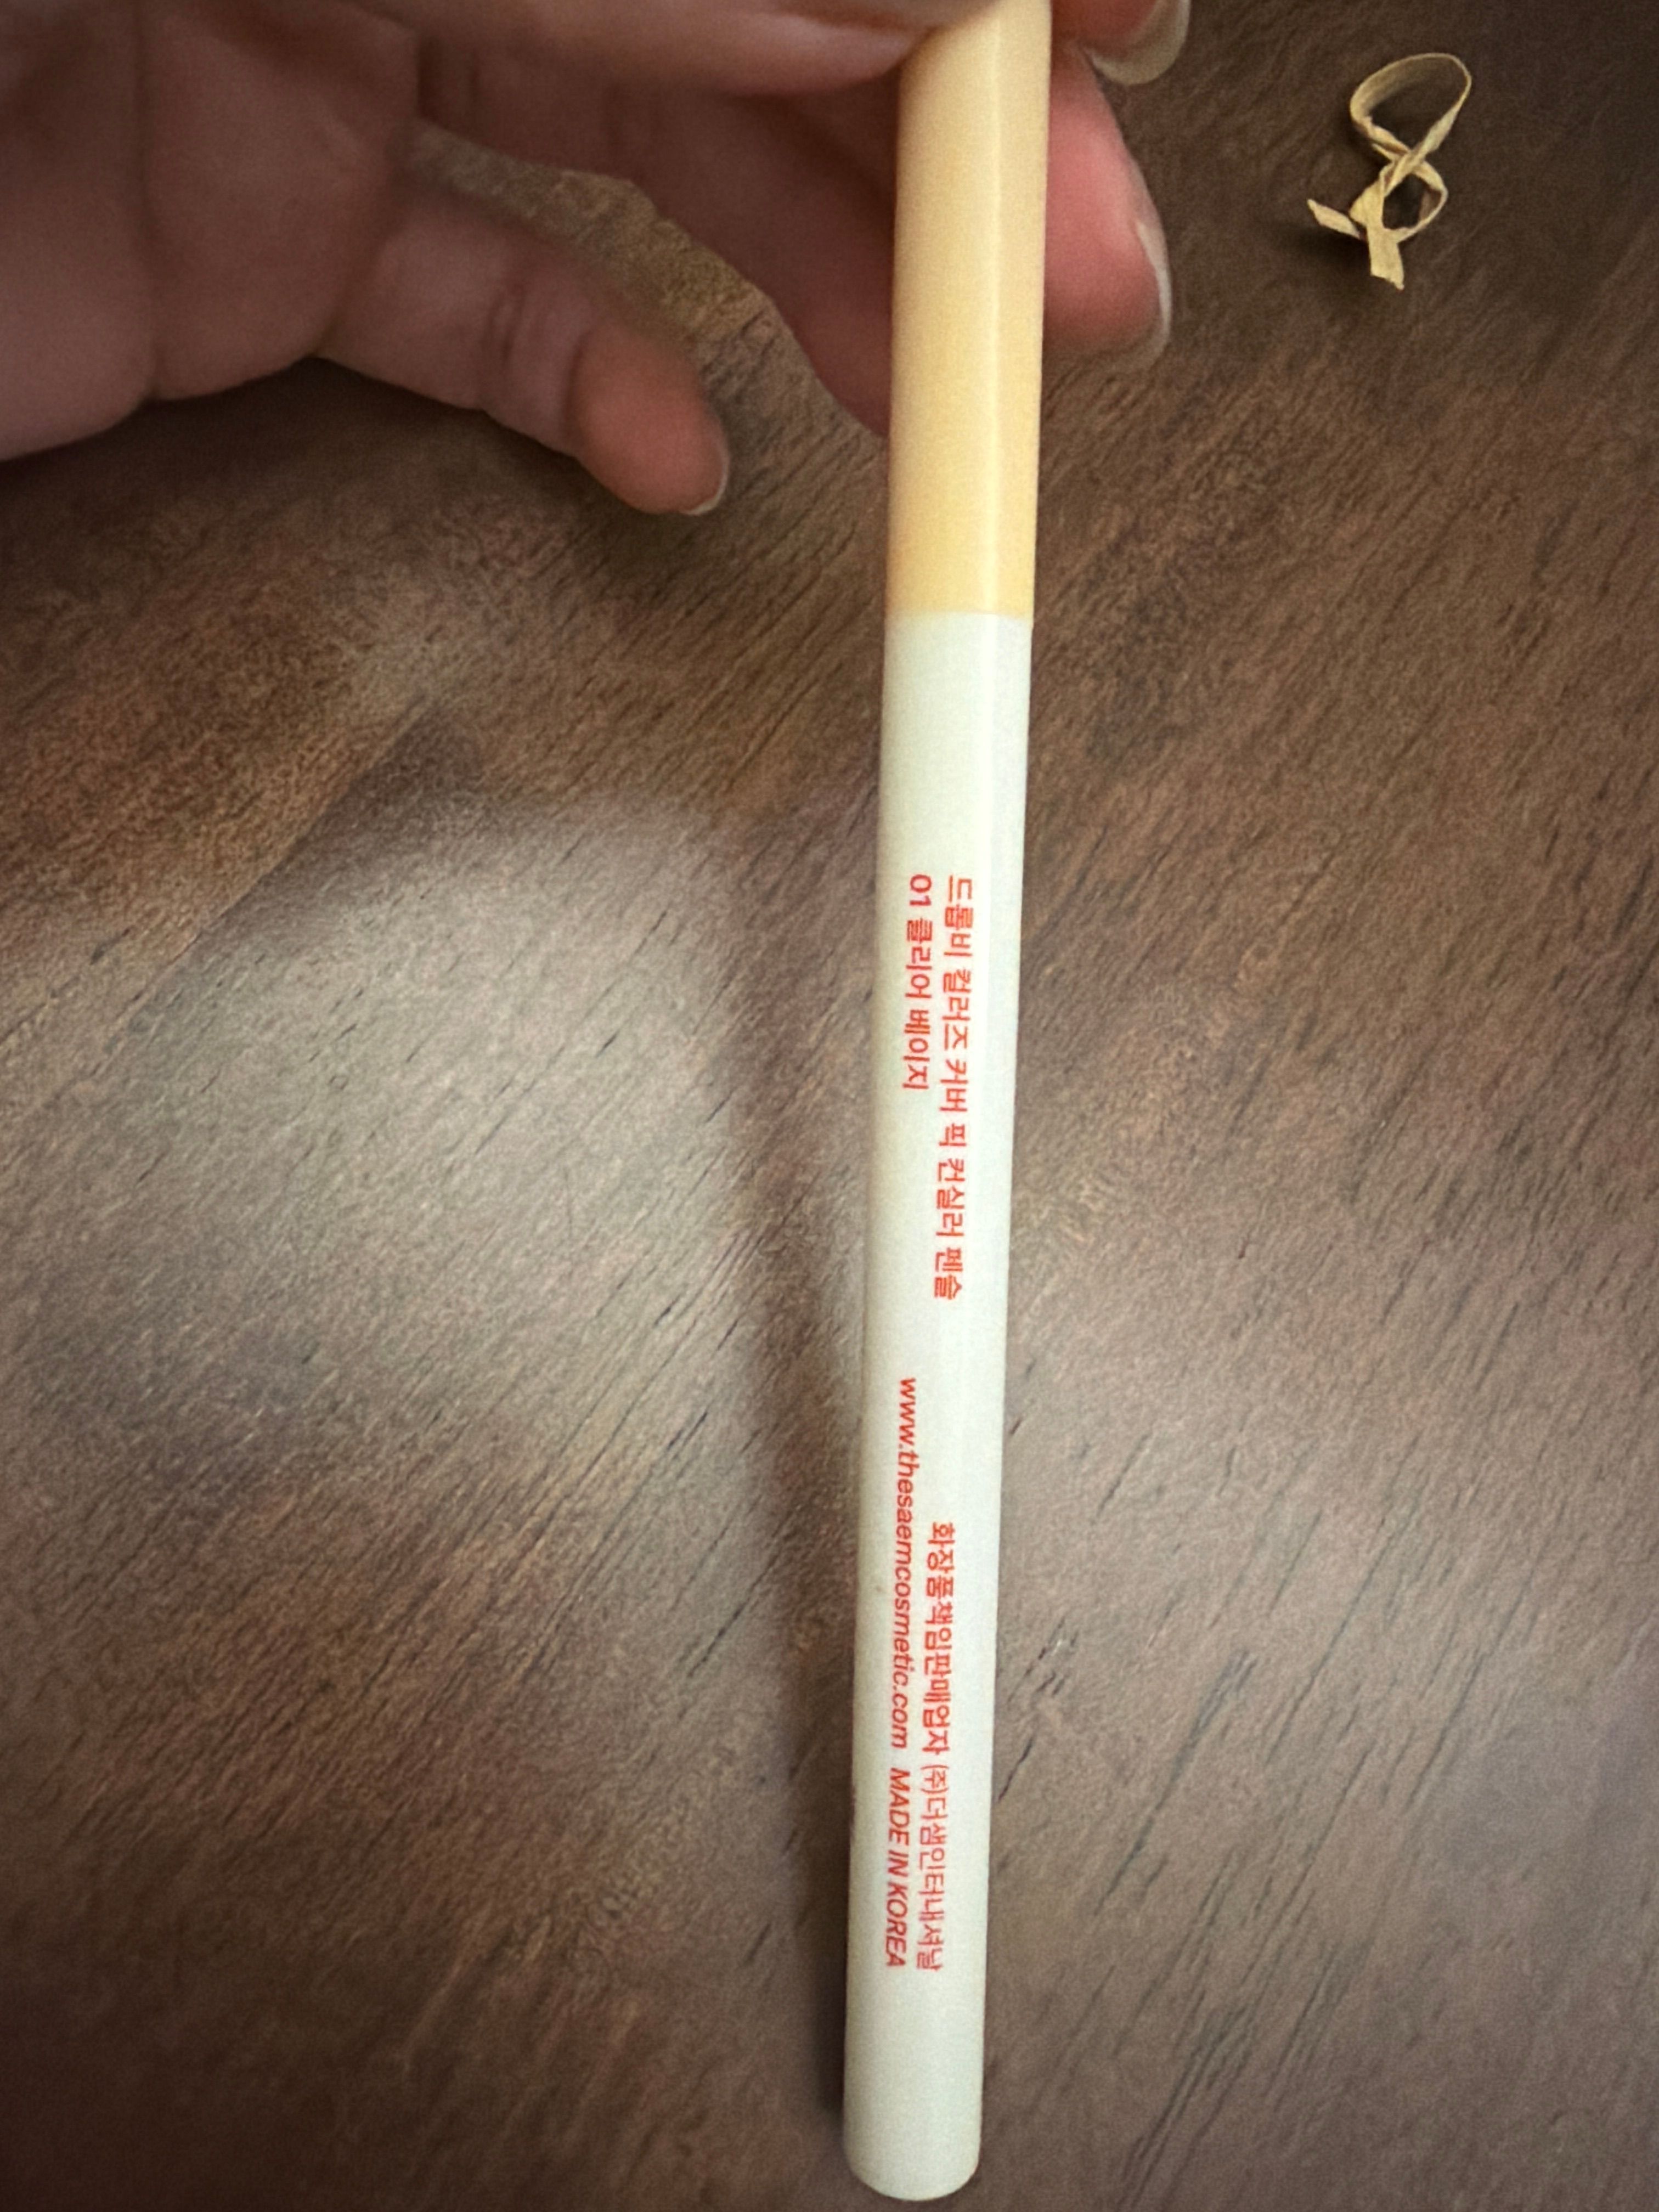 드롭비 컬러즈 커버 픽 컨실러 펜슬
01 클리어 베이지
화장품책임판매업자 (주)더샘인터내셔날
www.thesaemcosmetic.com MADE IN KOREA